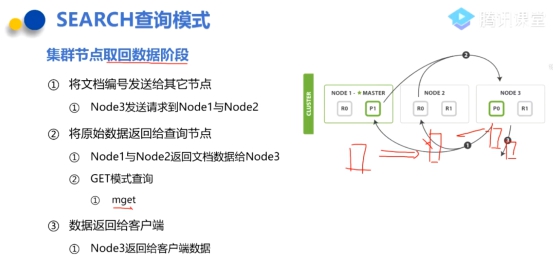 SEARCH查询模式
腾讯课堂
集群节点取回数据阶段
① 将文档编号发送给其它节点
① Node3发送请求到Node1与Node2
② 将原始数据返回给查询节点
① Node1与Node2返回文档数据给Node3
② GET模式查询
① mget
③ 数据返回给客户端
① Node3返回给客户端数据
CLUSTER
NODE 1 - ★ MASTER
R0
P1
NODE 2
R0
R1
NODE 3
P0
R1
2
1
3